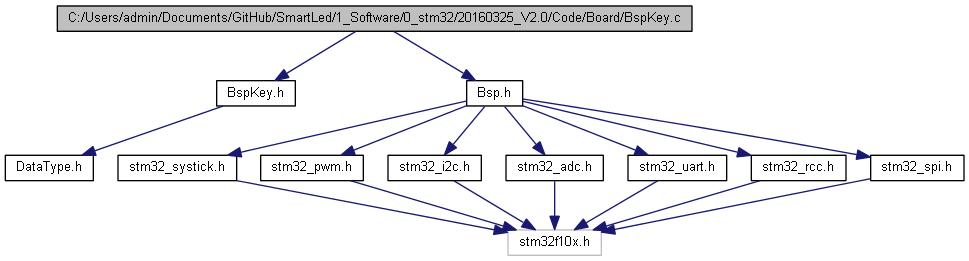 C:/Users/admin/Documents/GitHub/SmartLed/1_Software/0_stm32/20160325_V2.0/Code/Board/BspKey.c
BspKey.h
Bsp.h
DataType.h
stm32_systick.h
stm32_pwm.h
stm32_i2c.h
stm32_adc.h
stm32_uart.h
stm32_rcc.h
stm32_spi.h
stm32f10x.h